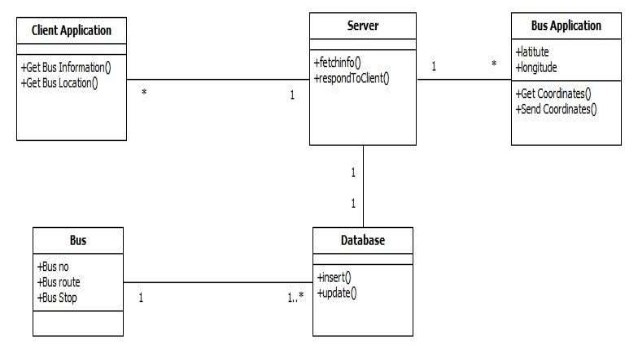 Client Application
+Get Bus Information()
+Get Bus Location()
*
1
Server
+fetchinfo()
+respondToClient()
1
*
Bus Application
+latitute
+longitude
+Get Coordinates()
+Send Coordinates()
1
1
Bus
+Bus no
+Bus route
+Bus Stop
1
1..*
Database
+insert()
+update()